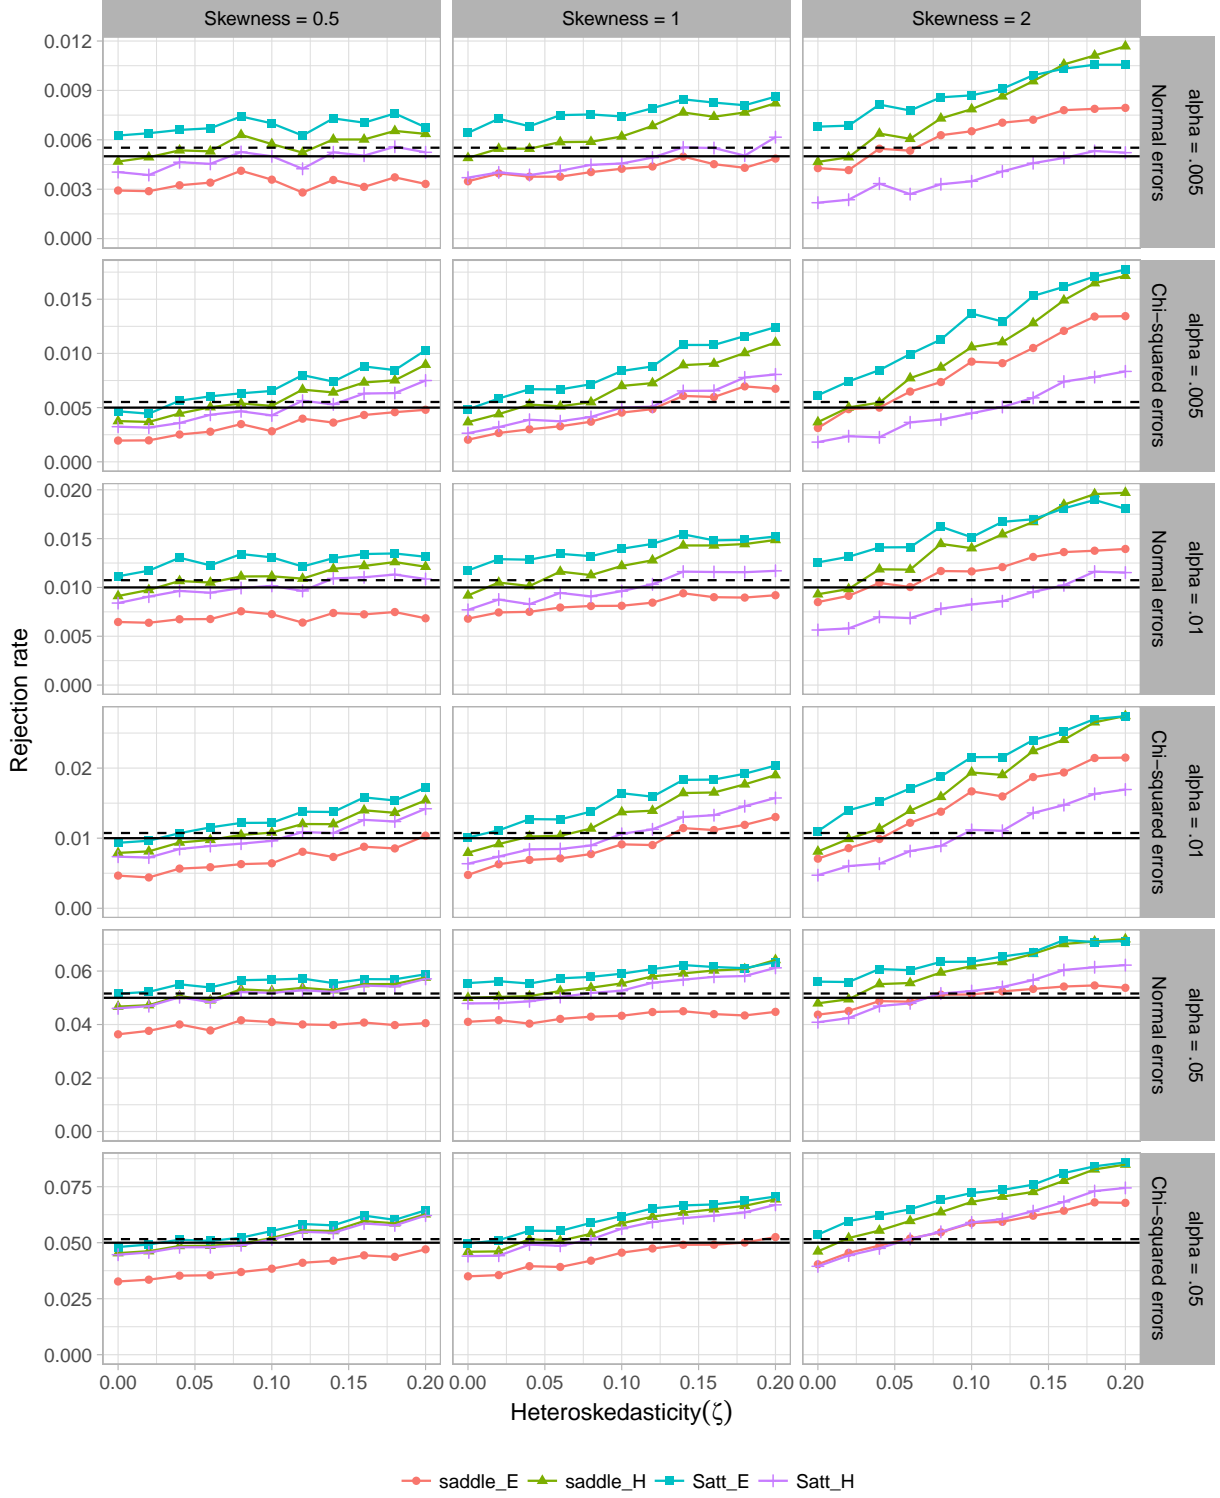 Skewness = 0.5
Skewness = 1
Skewness = 2
0.012
0.009
0.006
0.003
0.000
alpha = .005
Normal errors
0.015
0.010
0.005
0.000
alpha = .005
Chi−squared errors
0.020
0.015
0.010
0.005
0.000
alpha = .01
Normal errors
0.02
0.01
0.00
alpha = .01
Chi−squared errors
0.06
0.04
0.02
0.00
alpha = .05
Normal errors
0.075
0.050
0.025
0.000
alpha = .05
Chi−squared errors
Rejection rate
0.00 0.05 0.10 0.15 0.20 0.00 0.05 0.10 0.15 0.20 0.00 0.05 0.10 0.15 0.20
Heteroskedasticity(ζ)
saddle_E saddle_H Satt_E Satt_H